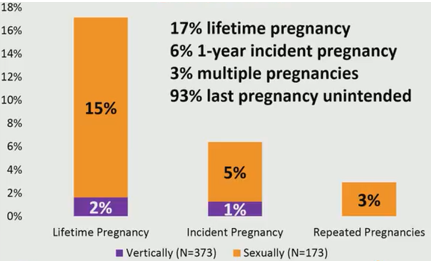 18%
16%
14%
12%
10%
8%
6%
4%
2%
0%
17% lifetime pregnancy
6% 1-year incident pregnancy
3% multiple pregnancies
93% last pregnancy unintended
15%
2%
5%
1%
3%
Lifetime Pregnancy
Incident Pregnancy
Repeated Pregnancies
Vertically (N=373)
Sexually (N=173)